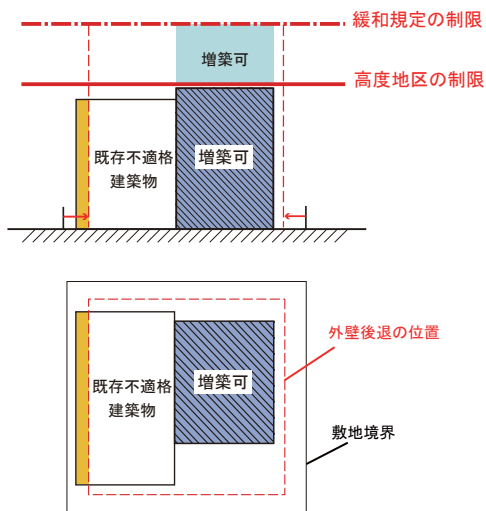 緩和規定の制限
増築可
高度地区の制限
既存不適格
建築物
増築可
外壁後退の位置
既存不適格
建築物
増築可
敷地境界